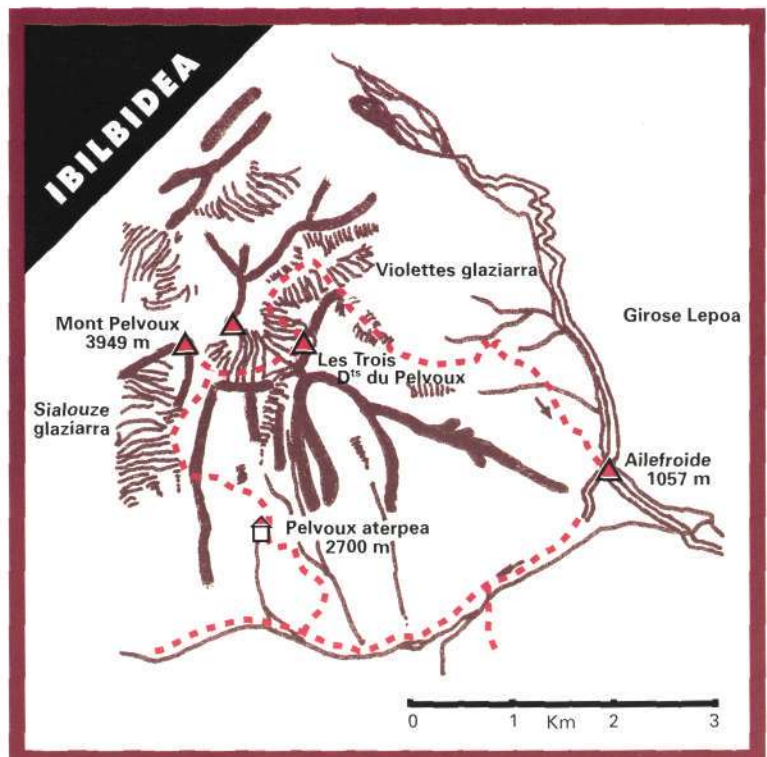 IBILBIDEA
Violettes glaziarra
Girose Lepoa
Mont Pelvoux
3949 m
Les Trois
Dts du Pelvoux
Sialouze
glaziarra
Ailefroide
1057 m
Pelvoux aterpea
2700 m
0 1 Km 2 3